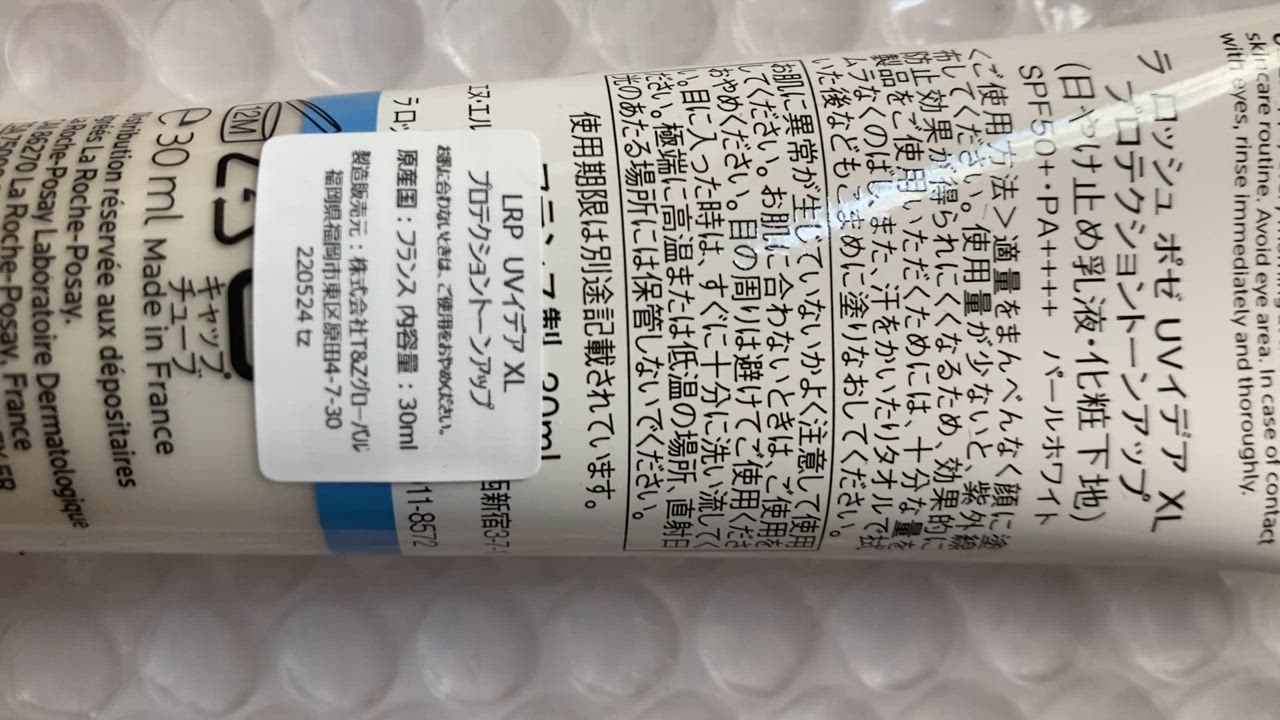 skincare routine. Avoid eye area. In case of contact
with eyes, rinse immediately and thoroughly.
ラ ロッシュ ポゼ UVイデア XL
プロテクショントーンアップ
(日やけ止め乳液・化粧下地)
SPF50+・PA++++ パールホワイト
<ご使用方法>適量をまんべんなく顔に塗
布してください。使用量が少ないと、紫外線
防止効果が得られにくくなるため、効果的に
製品をご使用いただくためには、十分な量を
ムラなくのばし、また、汗をかいたりタオルで拭
いた後などもこまめに塗りなおしてください。
お肌に異常が生じていないかよく注意して使用
してください。お肌に合わないときは、ご使用を
おやめください。目の周りは避けてご使用くださ
い。目に入った時は、すぐに十分に洗い流してく
ださい。極端に高温または低温の場所、直射日
光のあたる場所には保管しないでください。
使用期限は別途記載されています。
30ml
西新宿3-7-
ラロッ
11-8572
LRP UVイデア XL
プロテクショントーンアップ
お肌に合わないときは、ご使用をおやめください。
原産国:フランス 内容量:30ml
製造販売元:株式会社T&Zグローバル
福岡県福岡市東区原田4-7-30
220524 tz
12M
キャップ
チューブ
℮30 ml Made in France
réservée aux dépositaires
La Roche-Posay.
La Roche-Posay Laboratoire Dermatologique
86270 La Roche-Posay, France